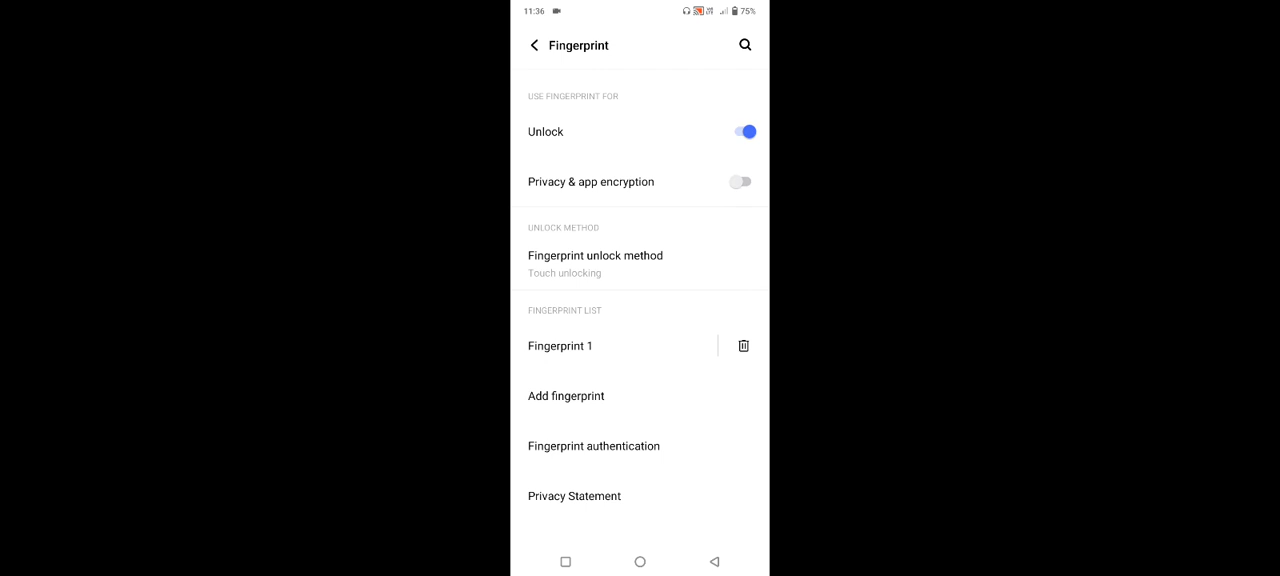 11:36 75%
Fingerprint
USE FINGERPRINT FOR
Unlock
Privacy & app encryption
UNLOCK METHOD
Fingerprint unlock method
Touch unlocking
FINGERPRINT LIST
Fingerprint 1
Add fingerprint
Fingerprint authentication
Privacy Statement